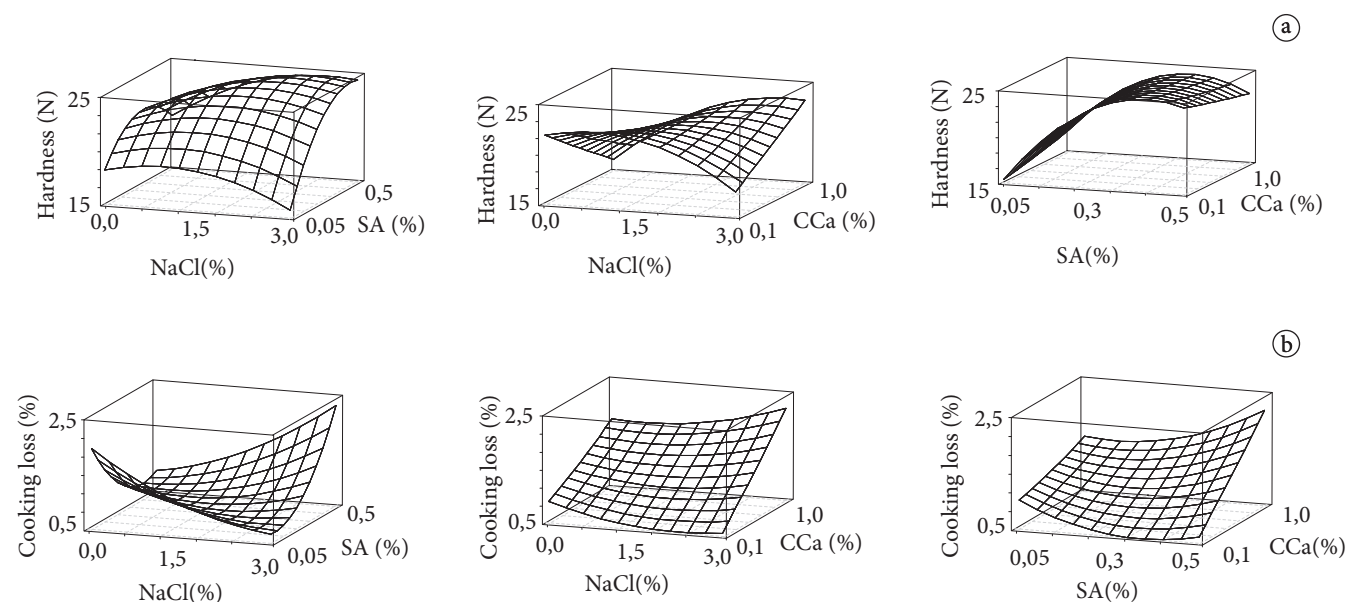 a
25
Hardness (N)
15
0,0
1,5
3,0
0,05
0,5
SA (%)
NaCl(%)
25
Hardness (N)
15
0,0
1,5
3,0
0,1
1,0
CCa (%)
NaCl(%)
25
Hardness (N)
15
0,05
0,3
0,5
0,1
1,0
CCa (%)
SA(%)
b
2,5
Cooking loss (%)
0,5
0,0
1,5
3,0
0,05
0,5
SA (%)
NaCl(%)
2,5
Cooking loss (%)
0,5
0,0
1,5
3,0
0,1
1,0
CCa (%)
NaCl(%)
2,5
Cooking loss (%)
0,5
0,05
0,3
0,5
0,1
1,0
CCa(%)
SA(%)